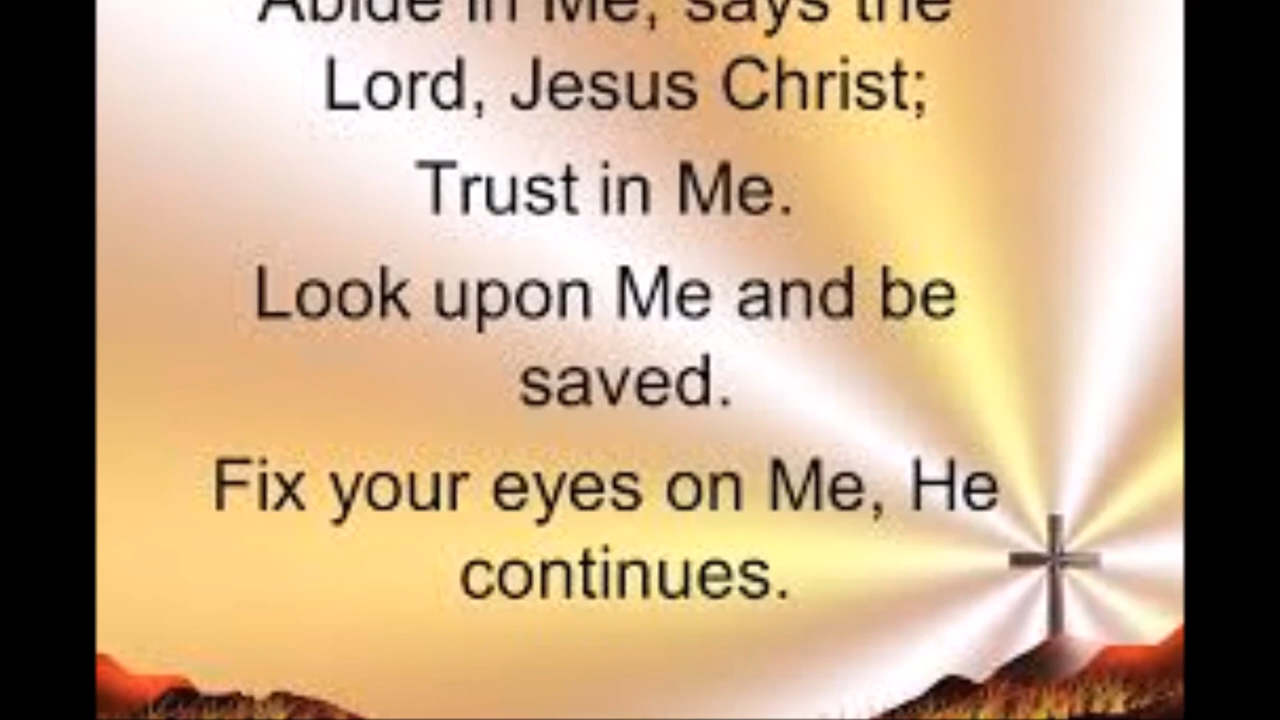 Abide in Me, says the
Lord, Jesus Christ;
Trust in Me.
Look upon Me and be
saved.
Fix your eyes on Me, He
continues.